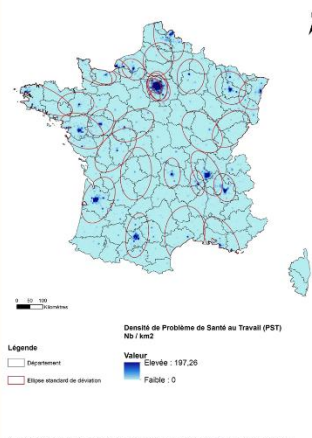 0 50 100
Kilomètres
Densité de Problème de Santé au Travail (PST)
Nb / km2
Légende
Valeur
Département
Elevée : 197,26
Ellipse standard de déviation
Faible : 0